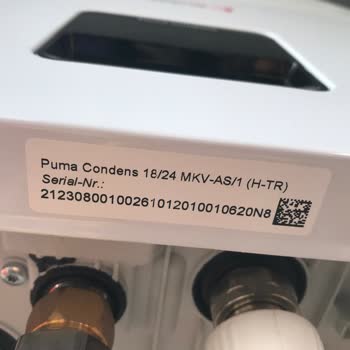 Puma Condens 18/24 MKV-AS/1 (H-TR)
Serial-Nr.:
21230800100261012010010620N8